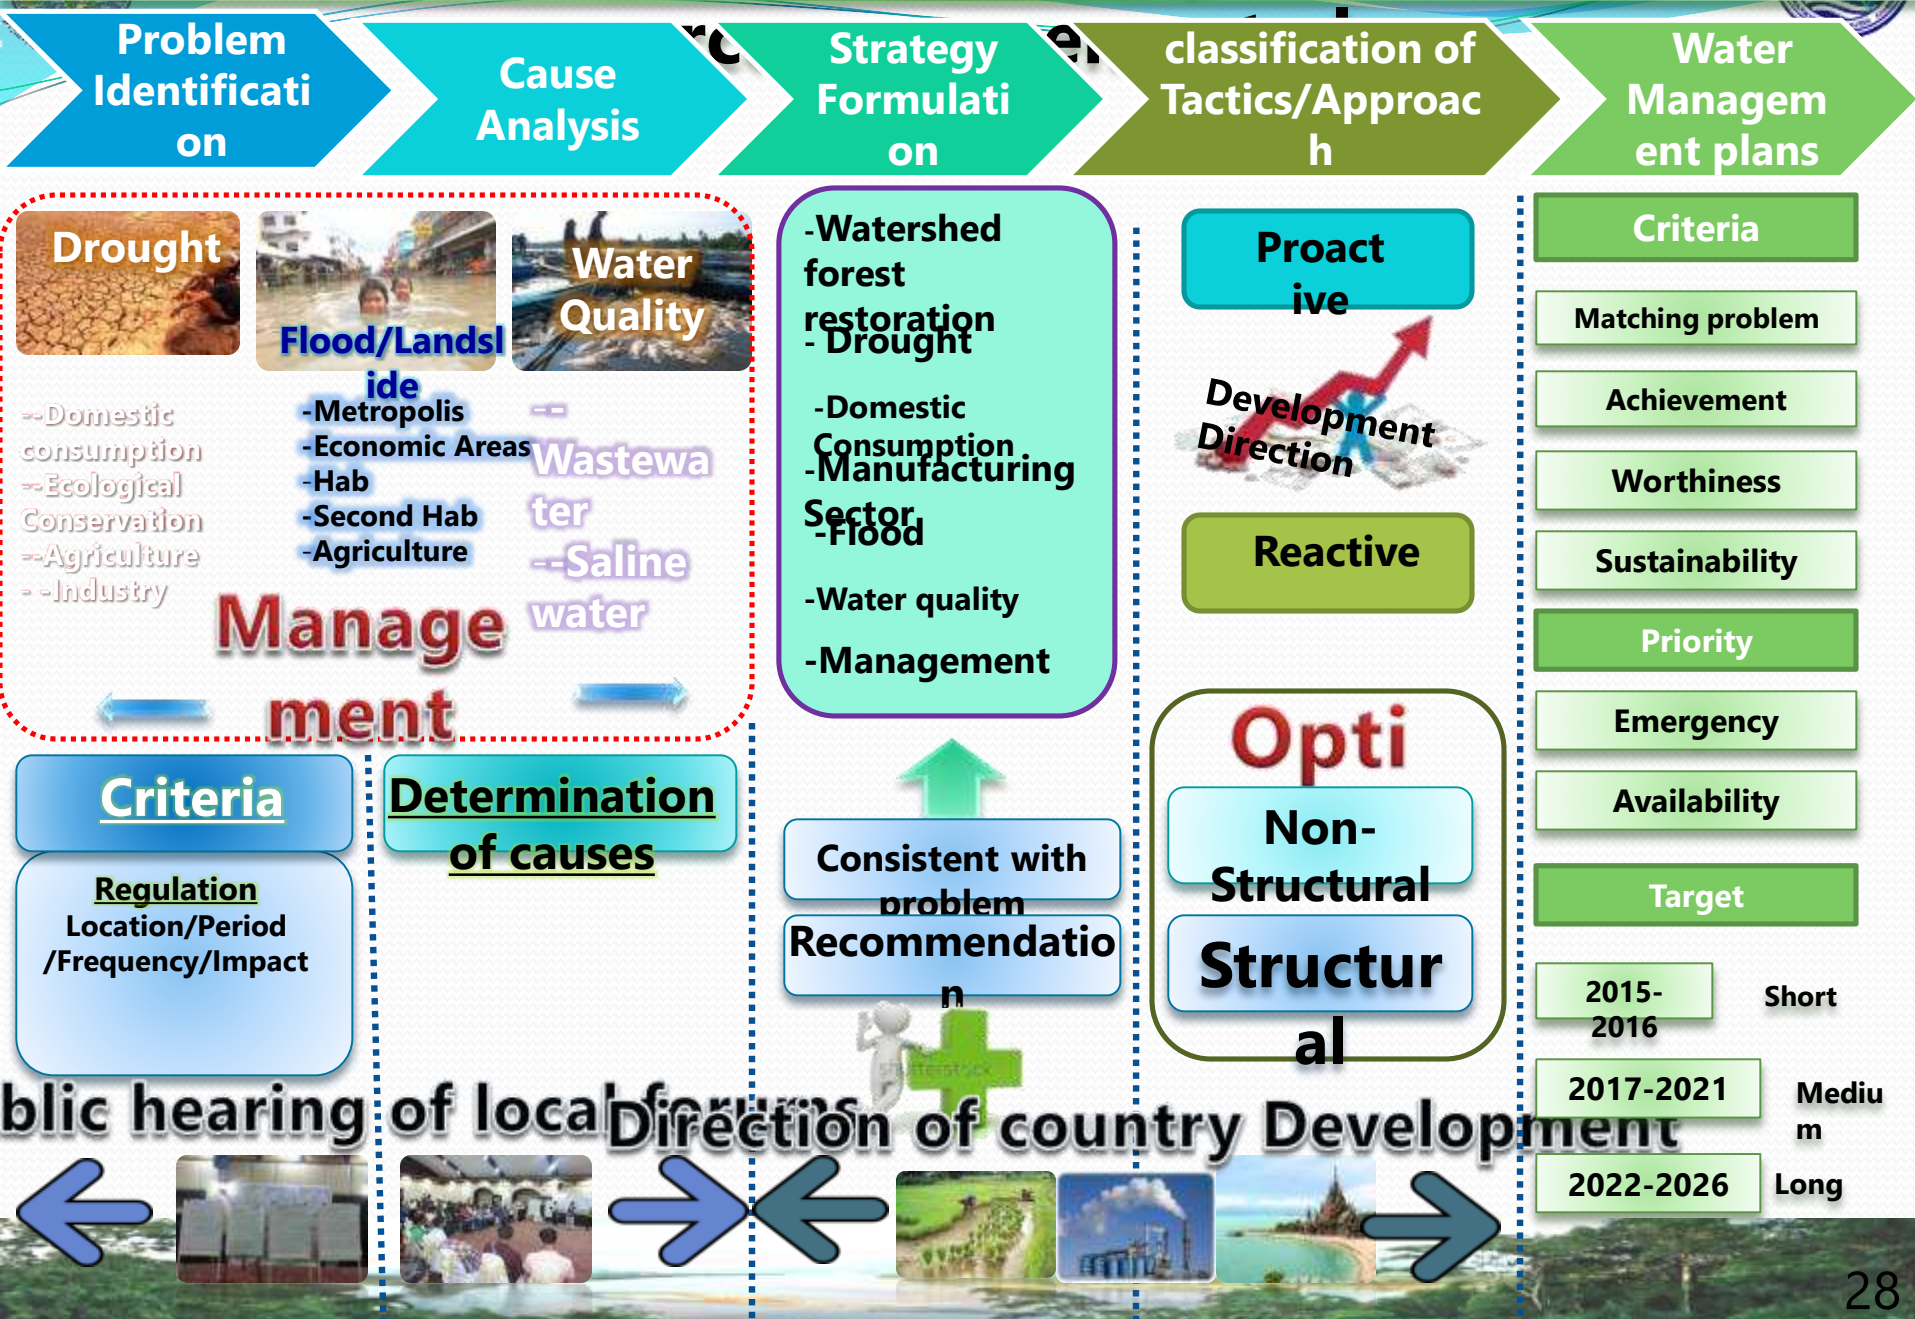 Problem
Identificati
on
Cause
Analysis
Strategy
Formulati
on
classification of
Tactics/Approac
h
Water
Managem
ent plans
Drought
Flood/Landsl
ide
Water
Quality
--Domestic
consumption
--Ecological
Conservation
--Agriculture
- -Industry
-Metropolis
-Economic Areas
-Hab
-Second Hab
-Agriculture
--
Wastewa
ter
--Saline
water
Manage
ment
Criteria
Regulation
Location/Period
/Frequency/Impact
Determination
of causes
-Watershed
forest
restoration
- Drought
-Domestic
Consumption
-Manufacturing
Sector
-Flood
-Water quality
-Management
Consistent with
problem
Recommendatio
n
shutterstock
Proact
ive
Development
Direction
Reactive
Opti
Non-
Structural
Structur
al
Criteria
Matching problem
Achievement
Worthiness
Sustainability
Priority
Emergency
Availability
Target
2015-
2016
Short
2017-2021
Mediu
m
2022-2026
Long
blic hearing of local forums
Direction of country Development
28